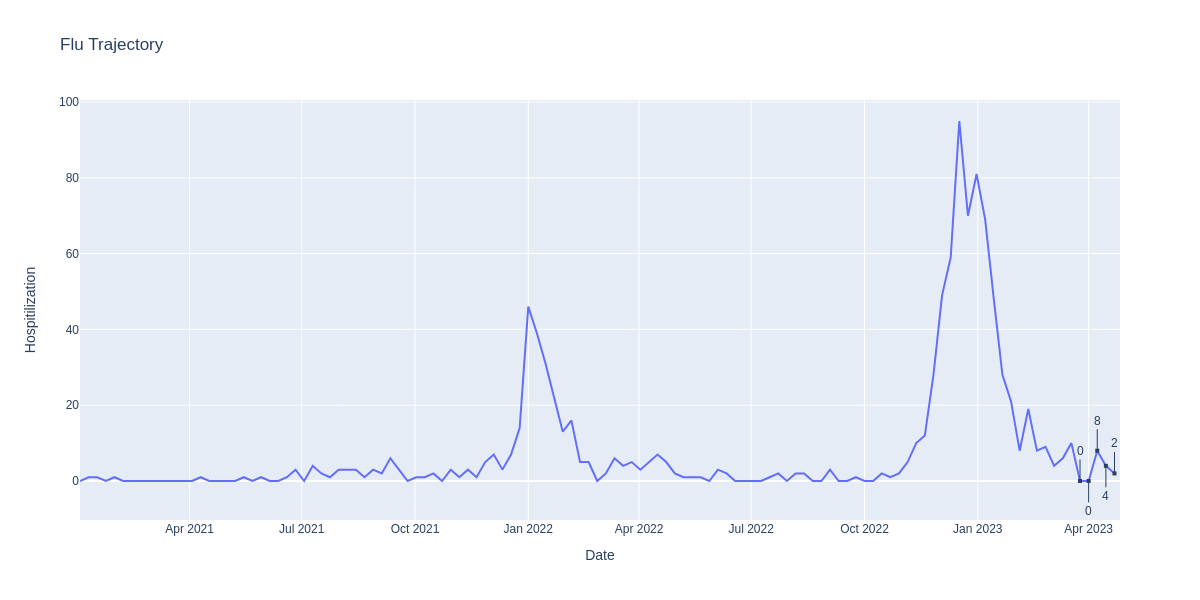 Flu Trajectory
100
80
60
40
20
0
Hospitilization
0
0
8
4
2
Apr 2021
Jul 2021
Oct 2021
Jan 2022
Apr 2022
Jul 2022
Oct 2022
Jan 2023
Apr 2023
Date